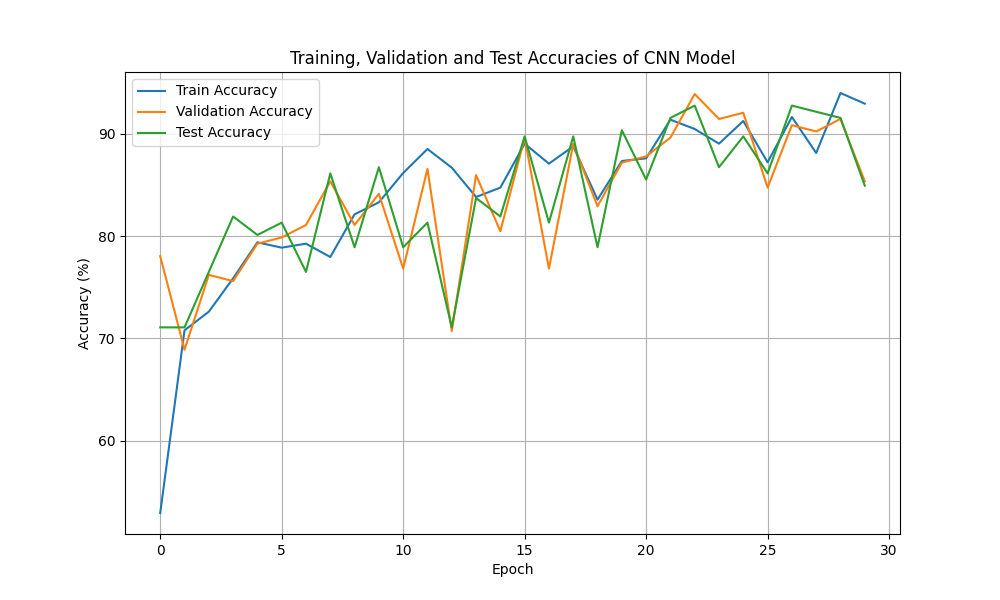 Training, Validation and Test Accuracies of CNN Model
Train Accuracy
Validation Accuracy
Test Accuracy
Accuracy (%)
90
80
70
60
0 5 10 15 20 25 30
Epoch